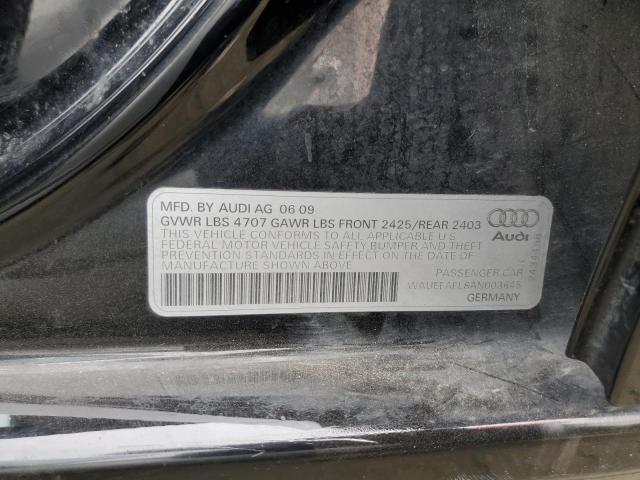 MFD. BY AUDI AG 06 09
GVWR LBS 4707 GAWR LBS FRONT 2425/REAR 2403
THIS VEHICLE CONFORMS TO ALL APPLICABLE U S
FEDERAL MOTOR VEHICLE SAFETY BUMPER AND THEFT
PREVENTION STANDARDS IN EFFECT ON THE DATE OF
MANUFACTURE SHOWN ABOVE
Audi
PASSENGER CAR
GERMANY